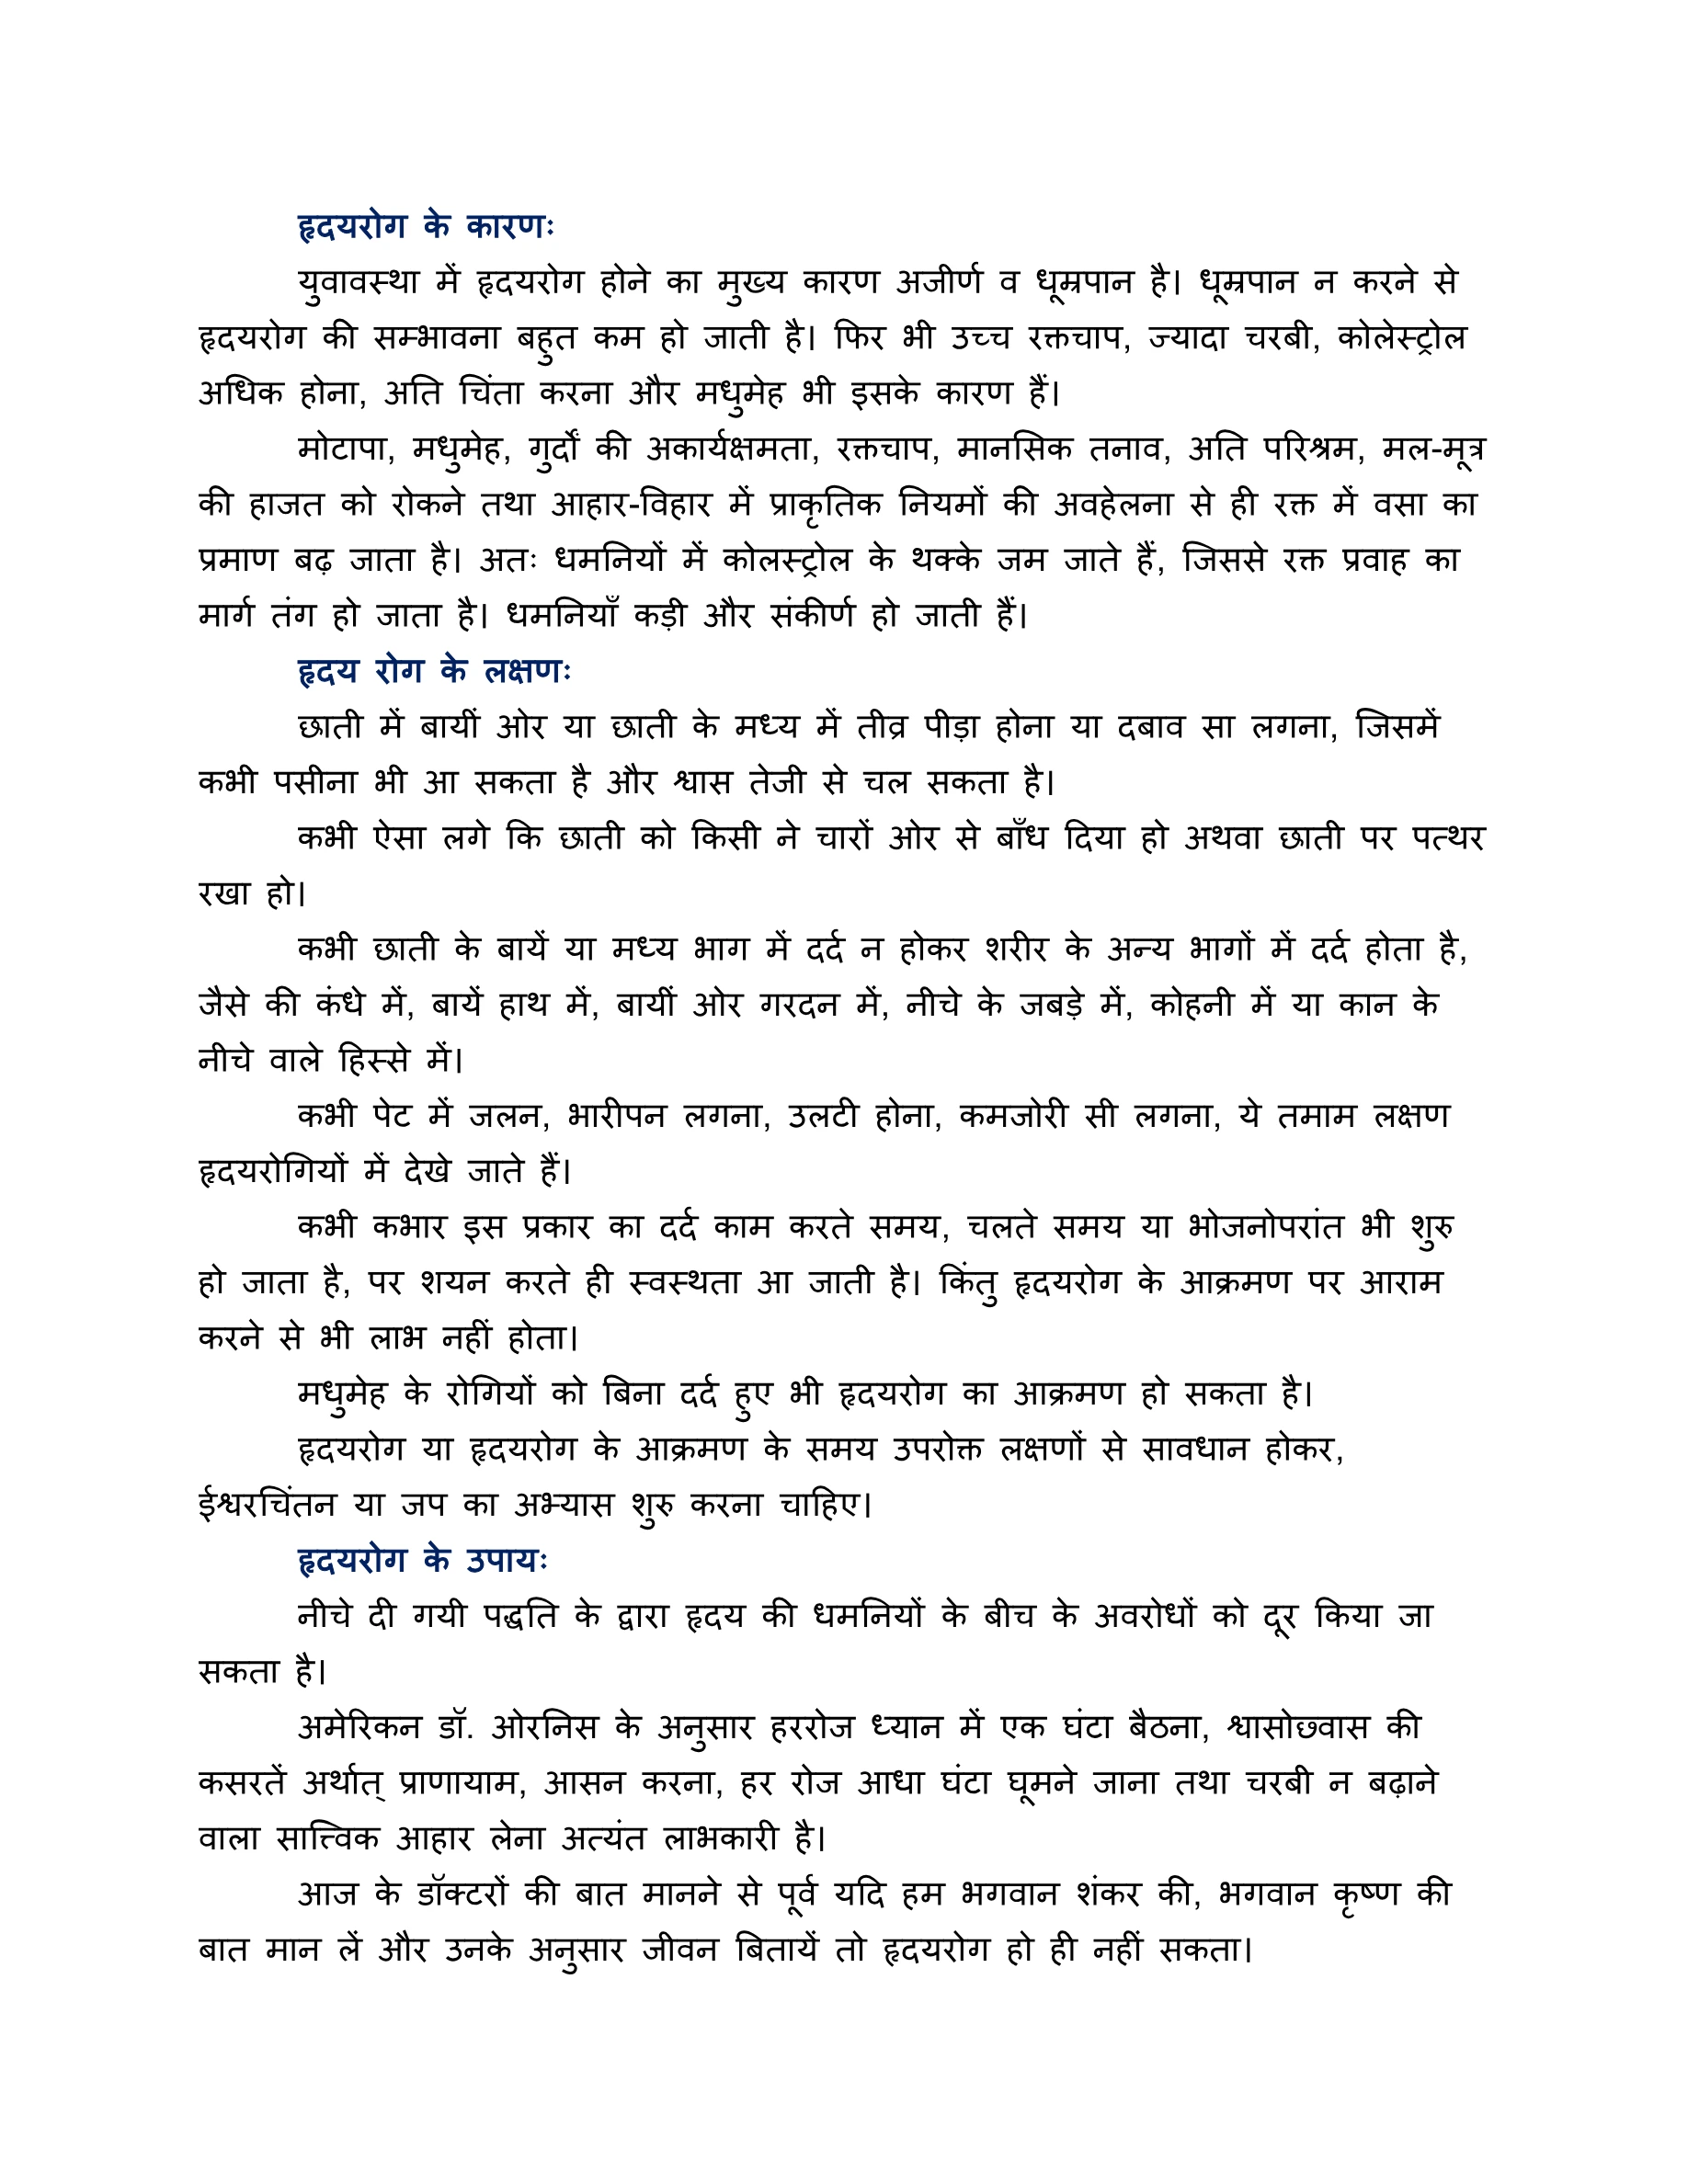 हृदयरोग के कारणः
युवावस्था में हृदयरोग होने का मुख्य कारण अजीर्ण व धूम्रपान है। धूम्रपान न करने से
हृदयरोग की सम्भावना बहुत कम हो जाती है। फिर भी उच्च रक्तचाप, ज्यादा चरबी, कोलेस्ट्रोल
अधिक होना, अति चिंता करना और मधुमेह भी इसके कारण हैं।
मोटापा, मधुमेह, गुर्दों की अकार्यक्षमता, रक्तचाप, मानसिक तनाव, अति परिश्रम, मल-मूत्र
की हाजत को रोकने तथा आहार-विहार में प्राकृतिक नियमों की अवहेलना से ही रक्त में वसा का
प्रमाण बढ़ जाता है। अतः धमनियों में कोलस्ट्रोल के थक्के जम जाते हैं, जिससे रक्त प्रवाह का
मार्ग तंग हो जाता है। धमनियाँ कड़ी और संकीर्ण हो जाती हैं।
हृदय रोग के लक्षणः
छाती में बायीं ओर या छाती के मध्य में तीव्र पीड़ा होना या दबाव सा लगना, जिसमें
कभी पसीना भी आ सकता है और श्वास तेजी से चल सकता है।
कभी ऐसा लगे कि छाती को किसी ने चारों ओर से बाँध दिया हो अथवा छाती पर पत्थर
रखा हो।
कभी छाती के बायें या मध्य भाग में दर्द न होकर शरीर के अन्य भागों में दर्द होता है,
जैसे की कंधे में, बायें हाथ में, बायीं ओर गरदन में, नीचे के जबड़े में, कोहनी में या कान के
नीचे वाले हिस्से में।
कभी पेट में जलन, भारीपन लगना, उलटी होना, कमजोरी सी लगना, ये तमाम लक्षण
हृदयरोगियों में देखे जाते हैं।
कभी कभार इस प्रकार का दर्द काम करते समय, चलते समय या भोजनोपरांत भी शुरु
हो जाता है, पर शयन करते ही स्वस्थता आ जाती है। किंतु हृदयरोग के आक्रमण पर आराम
करने से भी लाभ नहीं होता।
मधुमेह के रोगियों को बिना दर्द हुए भी हृदयरोग का आक्रमण हो सकता है।
हृदयरोग या हृदयरोग के आक्रमण के समय उपरोक्त लक्षणों से सावधान होकर,
ईश्वरचिंतन या जप का अभ्यास शुरु करना चाहिए।
हृदयरोग के उपायः
नीचे दी गयी पद्धति के द्वारा हृदय की धमनियों के बीच के अवरोधों को दूर किया जा
सकता है।
अमेरिकन डॉ. ओरनिस के अनुसार हररोज ध्यान में एक घंटा बैठना, श्वासोछवास की
कसरतें अर्थात् प्राणायाम, आसन करना, हर रोज आधा घंटा घूमने जाना तथा चरबी न बढ़ाने
वाला सात्त्विक आहार लेना अत्यंत लाभकारी है।
आज के डॉक्टरों की बात मानने से पूर्व यदि हम भगवान शंकर की, भगवान कृष्ण की
बात मान लें और उनके अनुसार जीवन बितायें तो हृदयरोग हो ही नहीं सकता।